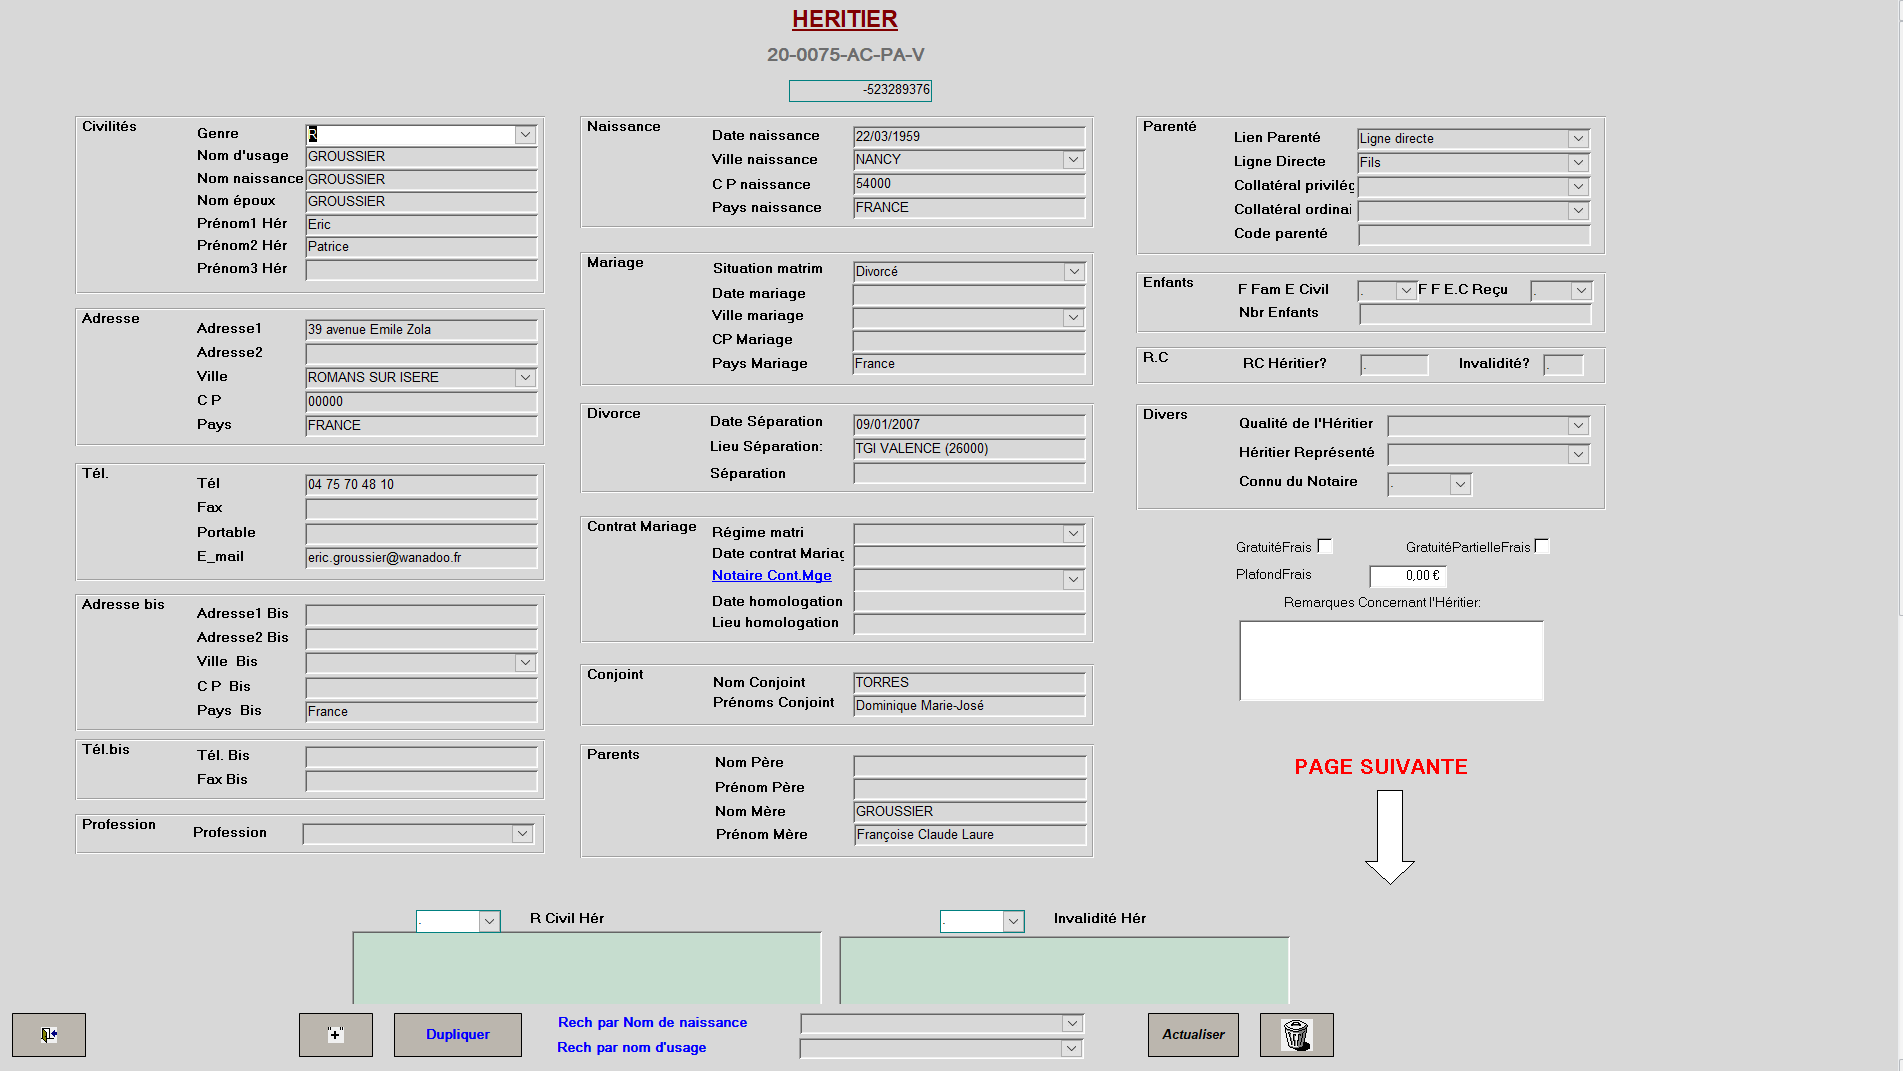 HERITIER
20-0075-AC-PA-V
-523289376
Civilités
Genre R
Nom d'usage GROUSSIER
Nom naissance GROUSSIER
Nom époux GROUSSIER
Prénom1 Hér Eric
Prénom2 Hér Patrice
Prénom3 Hér
Adresse
Adresse1 39 avenue Emile Zola
Adresse2
Ville ROMANS SUR ISERE
C P 00000
Pays FRANCE
Tél.
Tél 04 75 70 48 10
Fax
Portable
E_mail eric.groussier@wanadoo.fr
Adresse bis
Adresse1 Bis
Adresse2 Bis
Ville Bis
C P Bis
Pays Bis France
Tél.bis
Tél. Bis
Fax Bis
Profession
Profession
Naissance
Date naissance 22/03/1959
Ville naissance NANCY
C P naissance 54000
Pays naissance FRANCE
Mariage
Situation matrim Divorcé
Date mariage
Ville mariage
CP Mariage
Pays Mariage France
Divorce
Date Séparation 09/01/2007
Lieu Séparation: TGI VALENCE (26000)
Séparation
Contrat Mariage
Régime matri
Date contrat Mariag
Notaire Cont.Mge
Date homologation
Lieu homologation
Conjoint
Nom Conjoint TORRES
Prénoms Conjoint Dominique Marie-José
Parents
Nom Père
Prénom Père
Nom Mère GROUSSIER
Prénom Mère Françoise Claude Laure
Parenté
Lien Parenté Ligne directe
Ligne Directe Fils
Collatéral privilég
Collatéral ordinai
Code parenté
Enfants
F Fam E Civil . F F E.C Reçu .
Nbr Enfants
R.C
RC Héritier? . Invalidité? .
Divers
Qualité de l'Héritier
Héritier Représenté
Connu du Notaire .
GratuitéFrais GratuitéPartielleFrais
PlafondFrais 0,00 €
Remarques Concernant l'Héritier:
PAGE SUIVANTE
. R Civil Hér . Invalidité Hér
"+" Dupliquer
Rech par Nom de naissance
Rech par nom d'usage
Actualiser